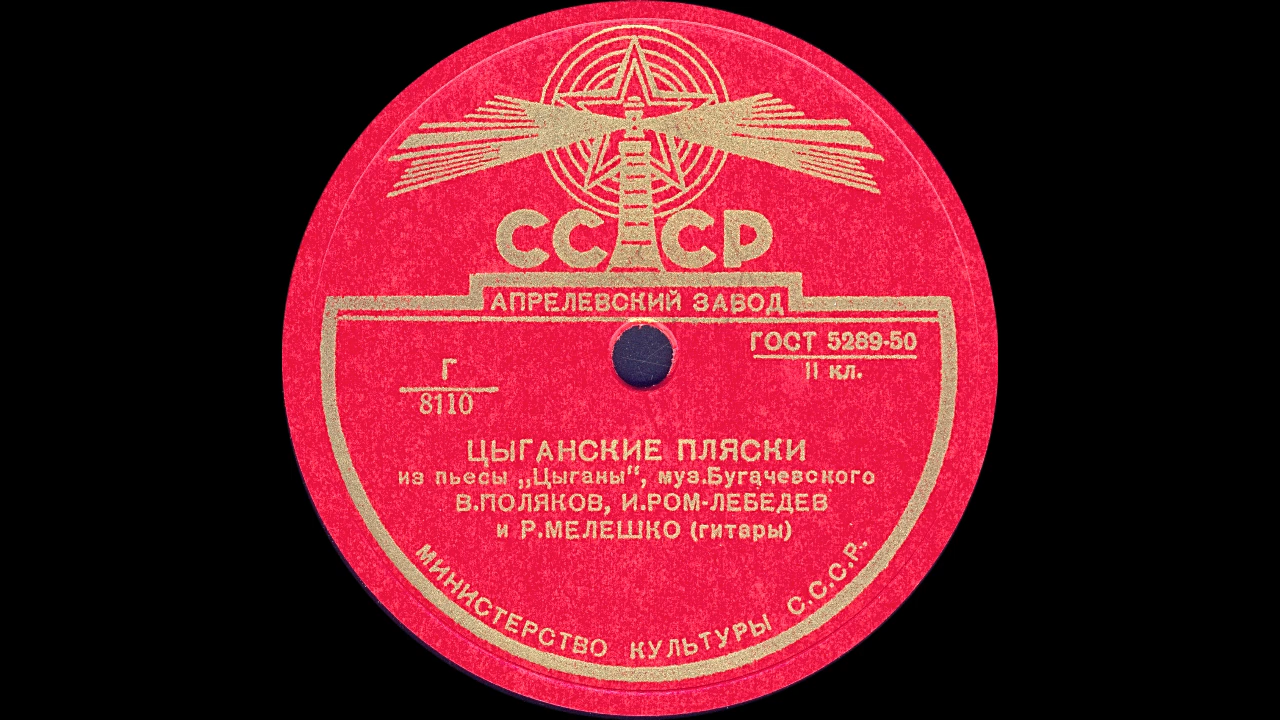 СССР
АПРЕЛЕВСКИЙ ЗАВОД
ГОСТ 5289-50
II кл.
Г
8110
ЦЫГАНСКИЕ ПЛЯСКИ
из пьесы „Цыганы", муз.Бугачевского
В.ПОЛЯКОВ, И.РОМ-ЛЕБЕДЕВ
и Р.МЕЛЕШКО (гитары)
МИНИСТЕРСТВО КУЛЬТУРЫ С.С.С.Р.